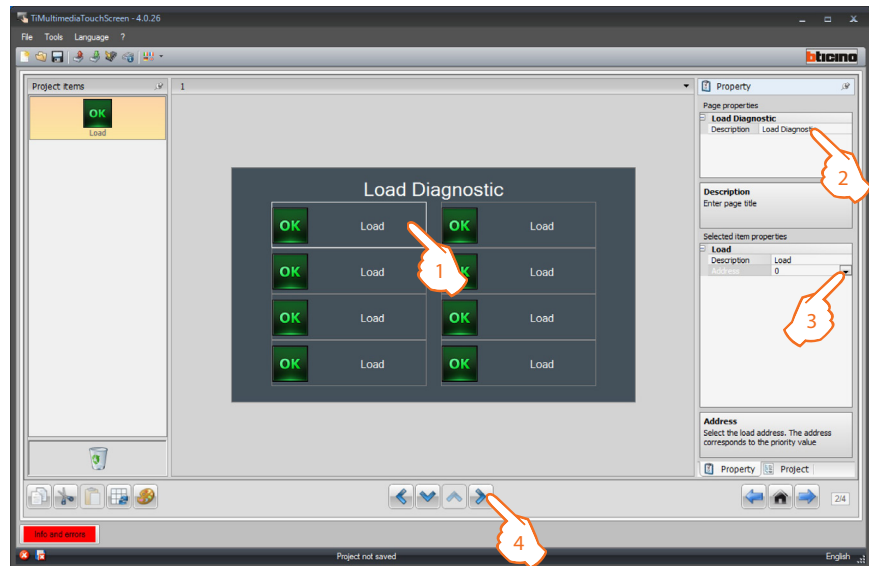 TiMultimediaTouchScreen - 4.0.26
File Tools Language ?
bticino
Project items
1
Property
OK
Load
Page properties
Load Diagnostic
Description Load Diagnostic
2
Description
Enter page title
Load Diagnostic
OK Load OK Load
OK Load OK Load
OK Load OK Load
OK Load OK Load
1
Selected item properties
Load
Description Load
Address 0
3
Address
Select the load address. The address
corresponds to the priority value
Property Project
2/4
4
Info and errors
Project not saved
English